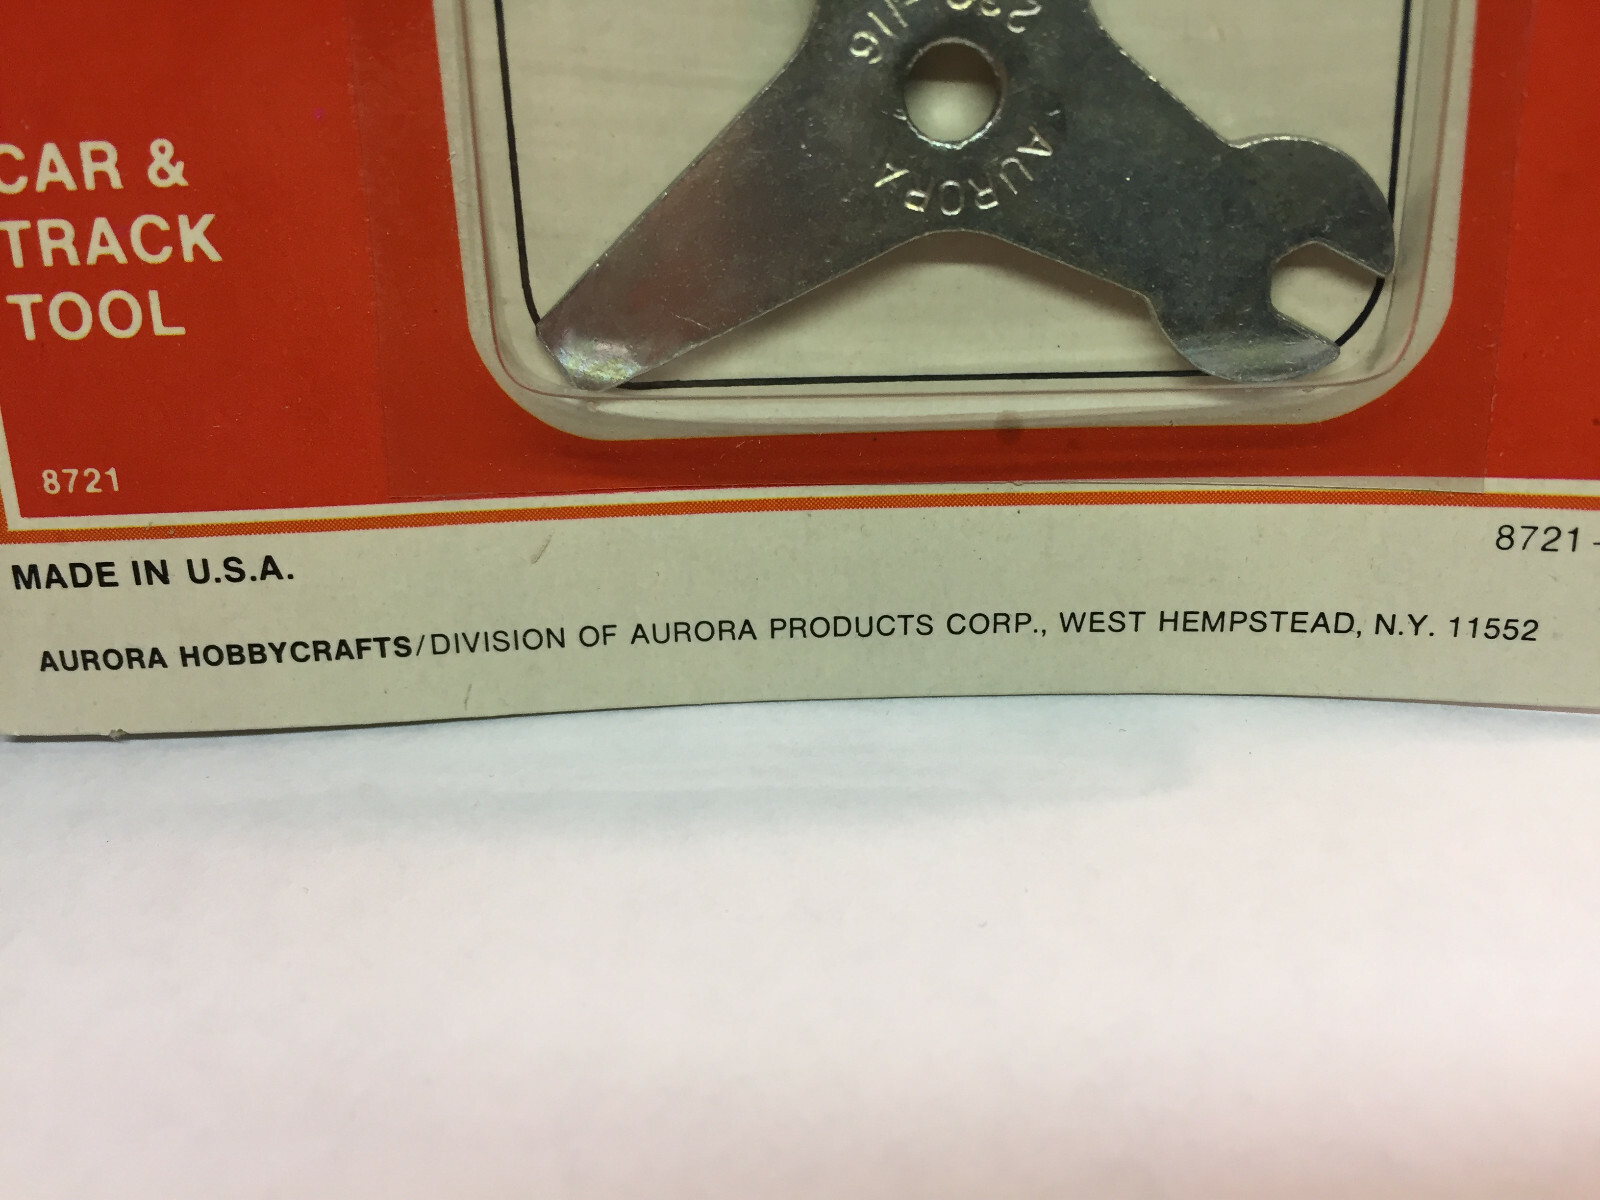 CAR &
TRACK
TOOL
8721
AURORA
8721 -
MADE IN U.S.A.
AURORA HOBBYCRAFTS/DIVISION OF AURORA PRODUCTS CORP., WEST HEMPSTEAD, N.Y. 11552